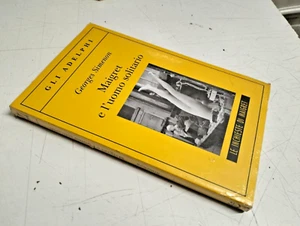 GLI ADELPHI
Georges Simenon
Maigret
e l'uomo solitario
LE INCHIESTE DI MAIGRET